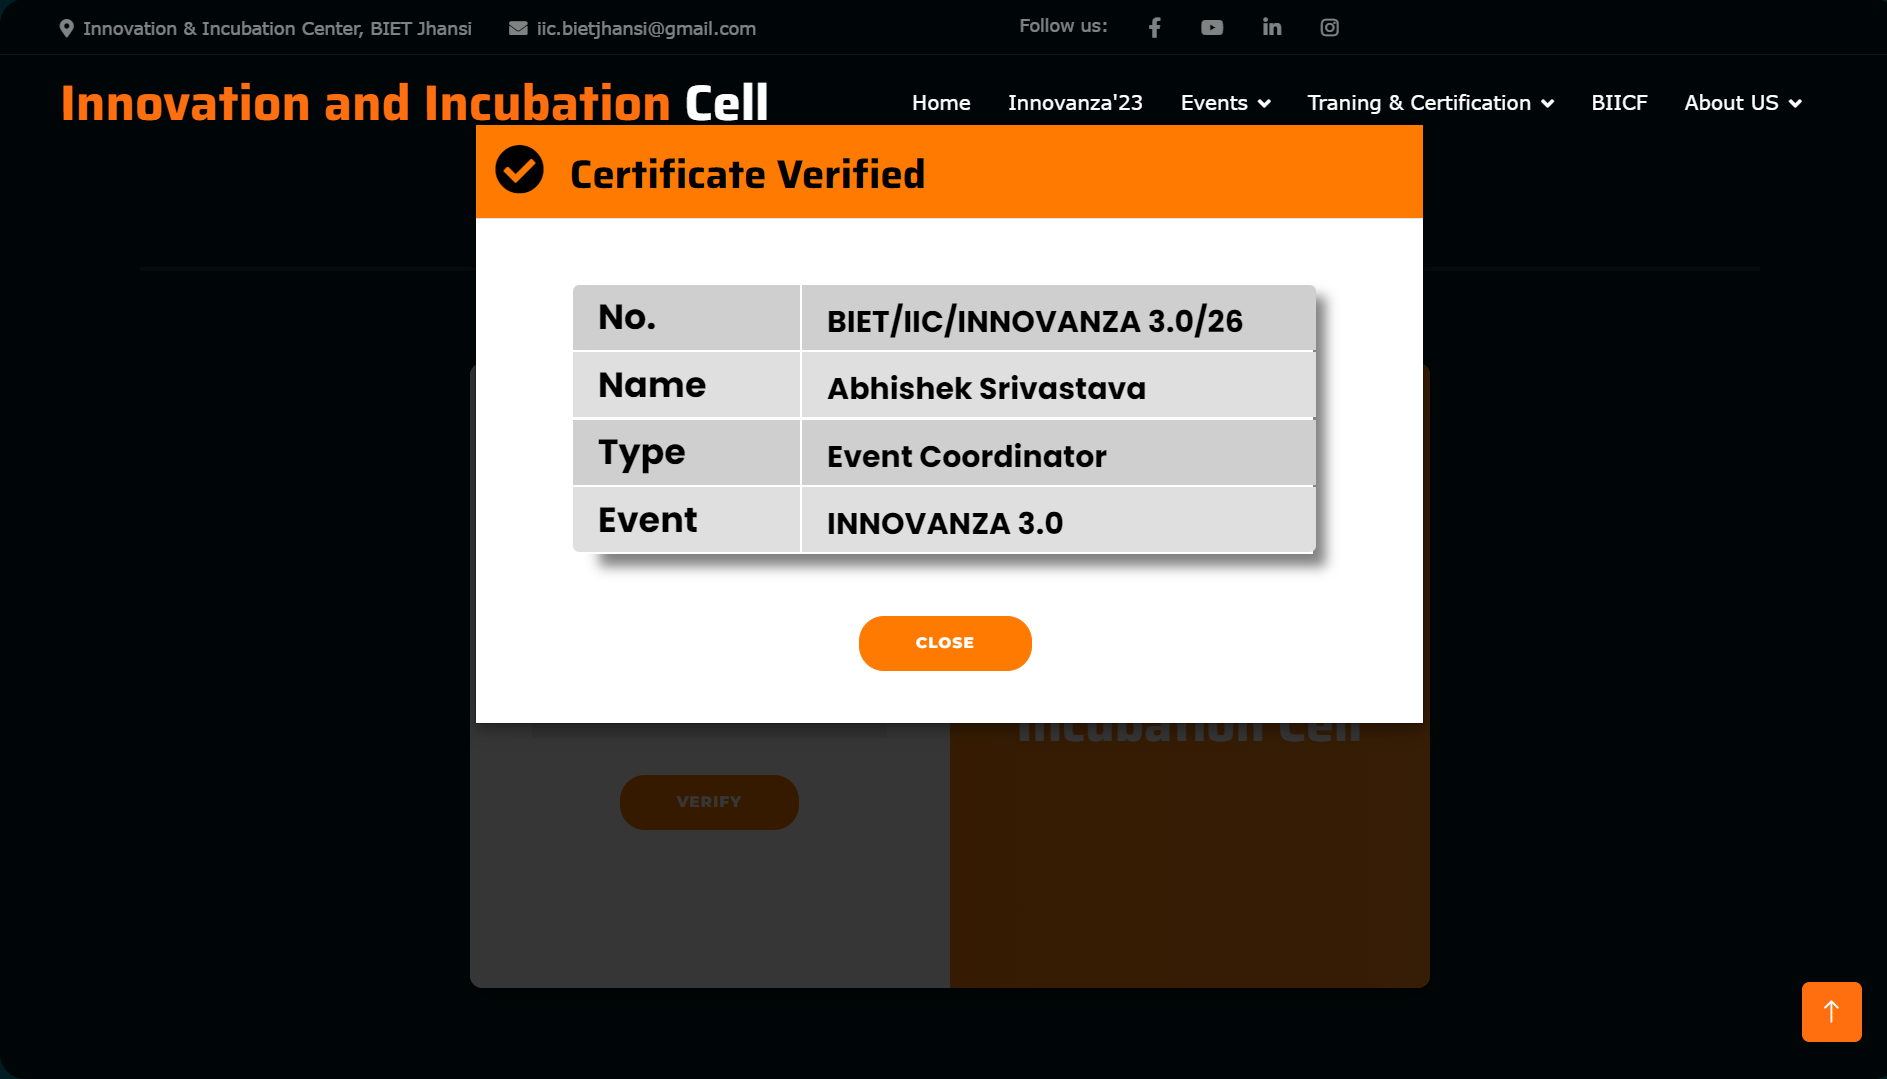 Innovation & Incubation Center, BIET Jhansi iic.bietjhansi@gmail.com Follow us:
Innovation and Incubation Cell
Home Innovanza'23 Events Traning & Certification BIICF About US
Certificate Verified
No. BIET/IIC/INNOVANZA 3.0/26
Name Abhishek Srivastava
Type Event Coordinator
Event INNOVANZA 3.0
CLOSE
Incubation Cell
VERIFY